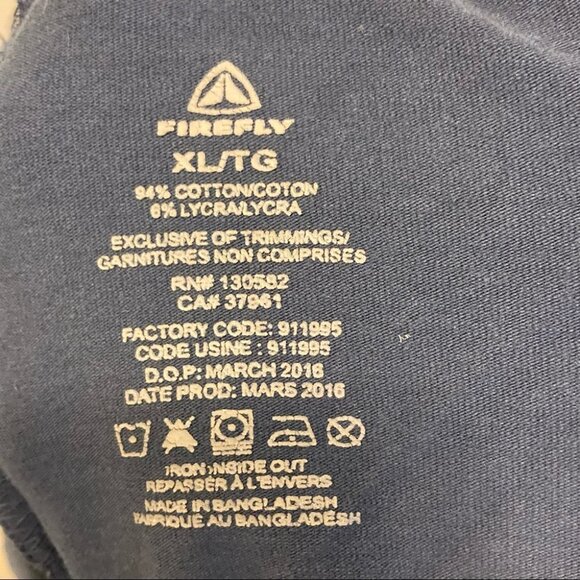 FIREFLY
XL/TG
94% COTTON/COTON
6% LYCRA/LYCRA
EXCLUSIVE OF TRIMMINGS/
GARNITURES NON COMPRISES
RN# 130582
CA# 37961
FACTORY CODE: 911995
CODE USINE : 911995
D.O.P: MARCH 2016
DATE PROD: MARS 2016
IRON INSIDE OUT
REPASSER À L'ENVERS
MADE IN BANGLADESH
FABRIQUÉ AU BANGLADESH